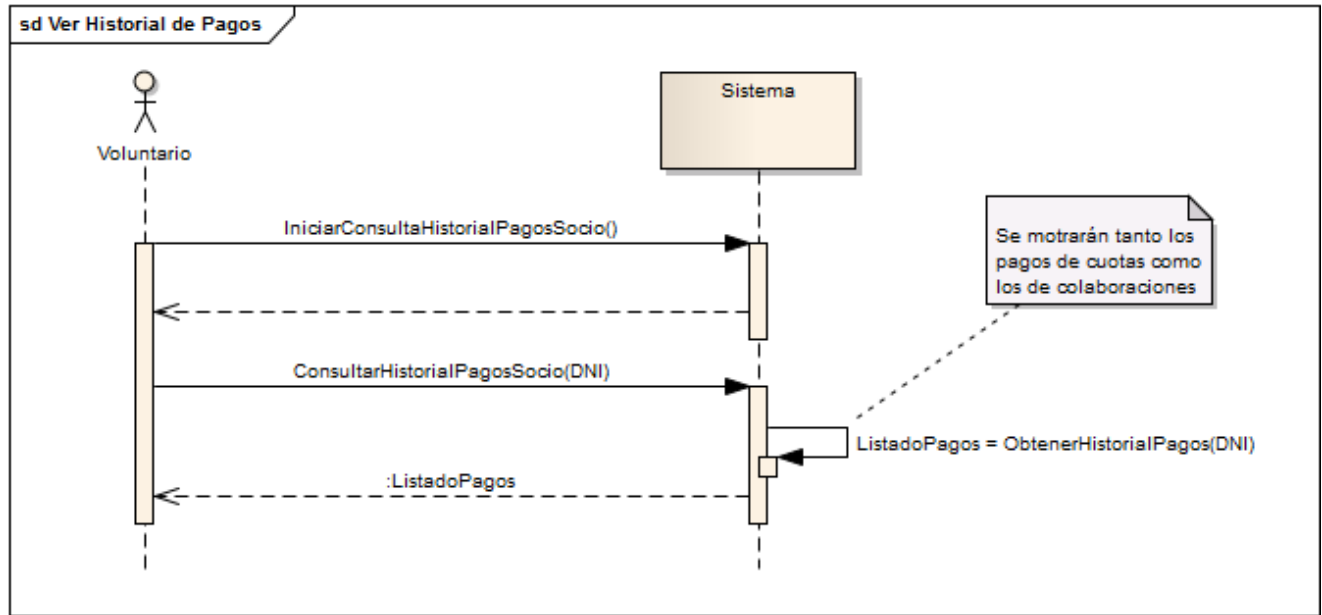 sd Ver Historial de Pagos
Voluntario
Sistema
IniciarConsultaHistorialPagosSocio()
Se motrarán tanto los
pagos de cuotas como
los de colaboraciones
ConsultarHistorialPagosSocio(DNI)
ListadoPagos = ObtenerHistorialPagos(DNI)
:ListadoPagos